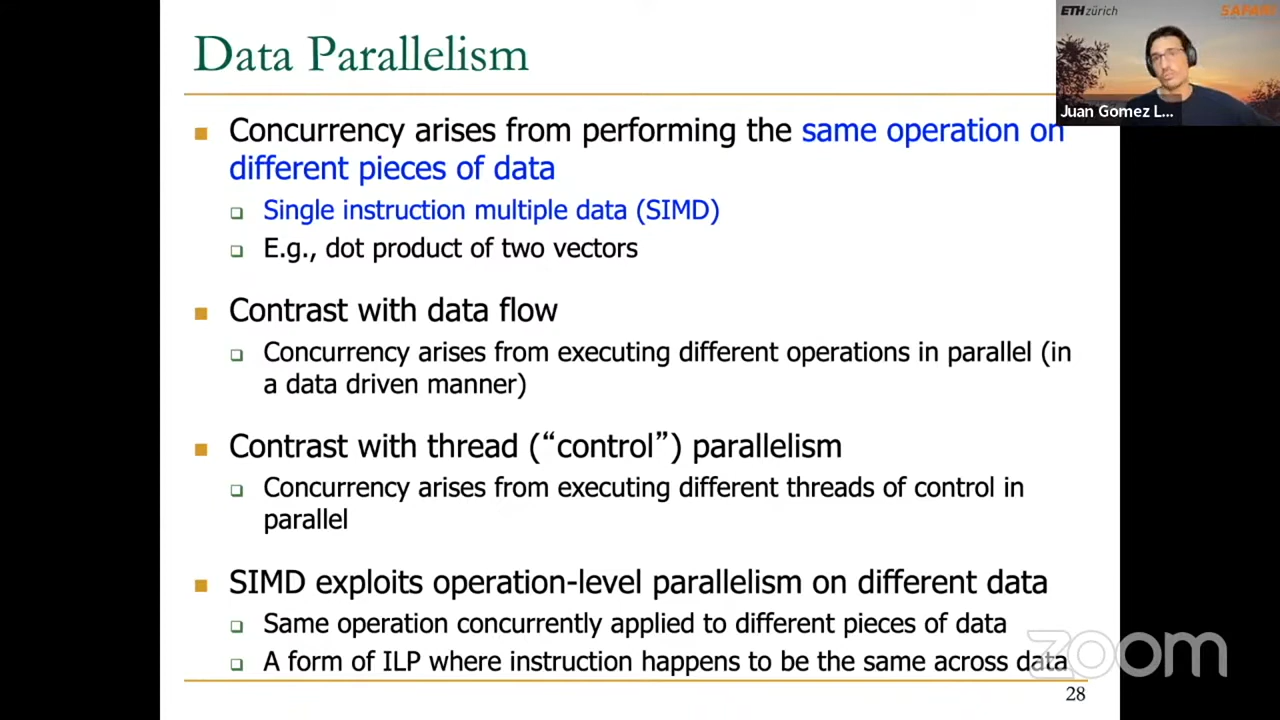 Data Parallelism
Concurrency arises from performing the same operation on
different pieces of data
Single instruction multiple data (SIMD)
E.g., dot product of two vectors
Contrast with data flow
Concurrency arises from executing different operations in parallel (in
a data driven manner)
Contrast with thread (“control”) parallelism
Concurrency arises from executing different threads of control in
parallel
SIMD exploits operation-level parallelism on different data
Same operation concurrently applied to different pieces of data
A form of ILP where instruction happens to be the same across data
28
ETH zürich
SAFARI
Juan Gomez L...
zoom